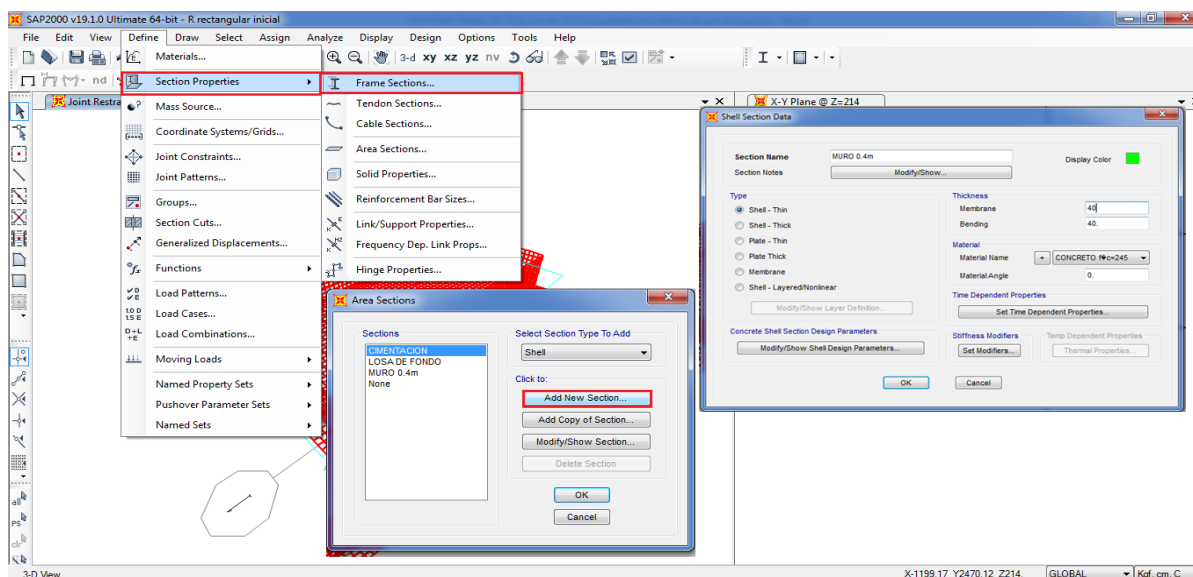 SAP2000 v19.1.0 Ultimate 64-bit - R rectangular inicial
File Edit View Define Draw Select Assign Analyze Display Design Options Tools Help
3-d xy xz yz nv
nd
Joint Restra
X-Y Plane @ Z=214
Materials...
Section Properties
Mass Source...
Coordinate Systems/Grids...
Joint Constraints...
Joint Patterns...
Groups...
Section Cuts...
Generalized Displacements...
Functions
Load Patterns...
Load Cases...
Load Combinations...
Moving Loads
Named Property Sets
Pushover Parameter Sets
Named Sets
Frame Sections...
Tendon Sections...
Cable Sections...
Area Sections...
Solid Properties...
Reinforcement Bar Sizes...
Link/Support Properties...
Frequency Dep. Link Props...
Hinge Properties...
Area Sections
Sections
CIMENTACION
LOSA DE FONDO
MURO 0.4m
None
Select Section Type To Add
Shell
Click to:
Add New Section...
Add Copy of Section...
Modify/Show Section...
Delete Section
OK
Cancel
Shell Section Data
Section Name MURO 0.4m Display Color
Section Notes Modify/Show...
Type
Shell - Thin
Shell - Thick
Plate - Thin
Plate Thick
Membrane
Shell - Layered/Nonlinear
Modify/Show Layer Definition...
Concrete Shell Section Design Parameters
Modify/Show Shell Design Parameters...
Thickness
Membrane 40
Bending 40.
Material
Material Name + CONCRETO f�c=245
Material Angle 0.
Time Dependent Properties
Set Time Dependent Properties...
Stiffness Modifiers
Set Modifiers...
Temp Dependent Properties
Thermal Properties...
OK Cancel
all
PS
clr
3-D View
X-1199.17 Y2470.12 Z214.
GLOBAL
Kgf, cm, C